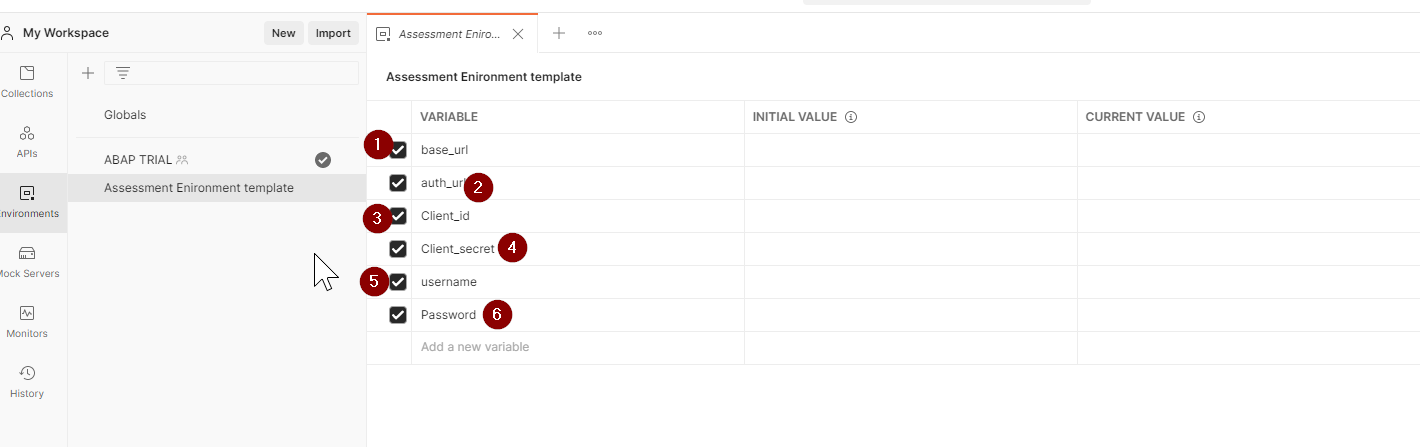 My Workspace
New
Import
Assessment Eniro...
Collections
APIs
nvironments
Mock Servers
Monitors
History
Globals
ABAP TRIAL
Assessment Enironment template
Assessment Enironment template
VARIABLE INITIAL VALUE CURRENT VALUE
1 base_url
auth_url 2
3 Client_id
Client_secret 4
5 username
Password 6
Add a new variable